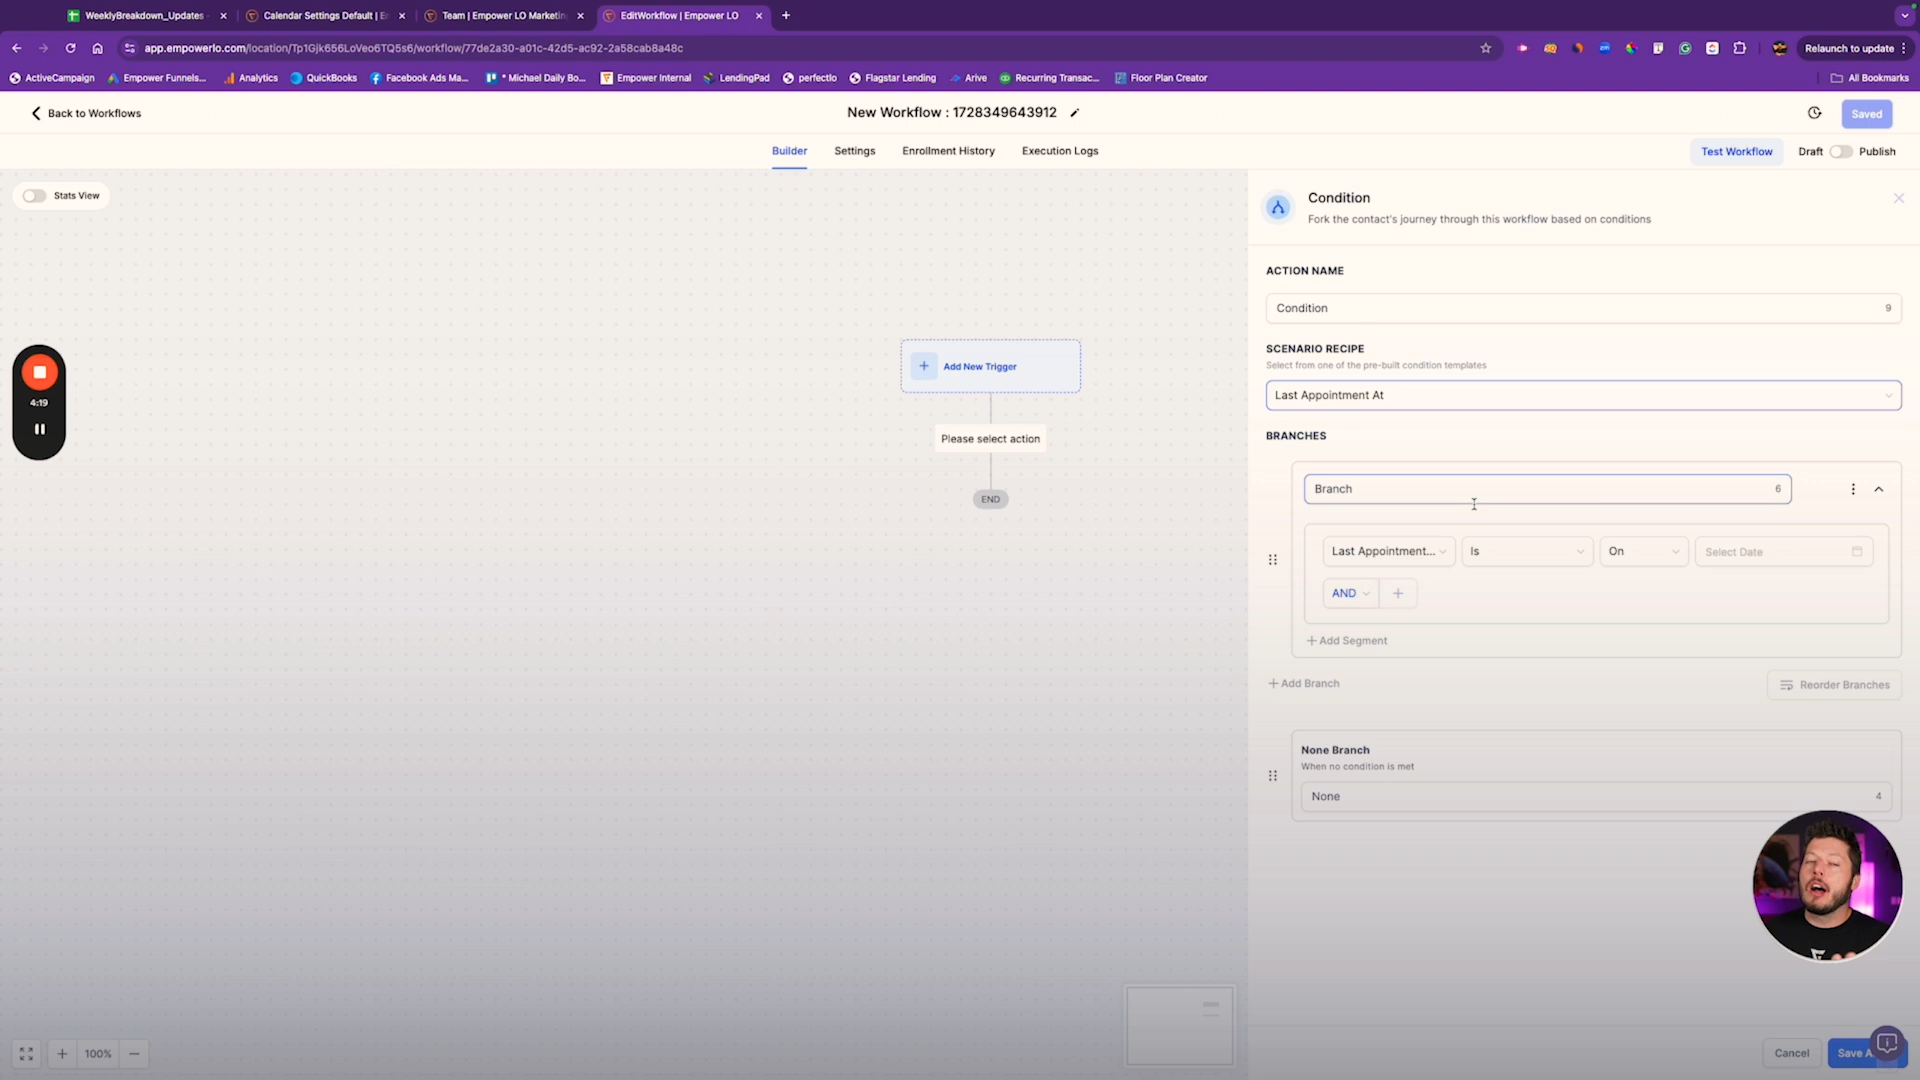 WeeklyBreakdown_Updates
Calendar Settings Default | Er
Team | Empower LO Marketin
EditWorkflow | Empower LO
app.empowerlo.com/location/Tp1Gjk656LoVeo6TQ5s6/workflow/77de2a30-a01c-42d5-ac92-2a58cab8a48c
Relaunch to update
ActiveCampaign
Empower Funnels...
Analytics
QuickBooks
Facebook Ads Ma...
* Michael Daily Bo...
Empower Internal
LendingPad
perfectlo
Flagstar Lending
Arive
Recurring Transac...
Floor Plan Creator
All Bookmarks
Back to Workflows
New Workflow : 1728349643912
Saved
Builder
Settings
Enrollment History
Execution Logs
Test Workflow
Draft
Publish
Stats View
Condition
Fork the contact's journey through this workflow based on conditions
ACTION NAME
Condition 9
SCENARIO RECIPE
Select from one of the pre-built condition templates
Last Appointment At
BRANCHES
Branch 6
Last Appointment... Is On Select Date
AND +
+ Add Segment
+ Add Branch
Reorder Branches
None Branch
When no condition is met
None 4
+ Add New Trigger
Please select action
END
4:19
+ 100% −
Cancel
Save A